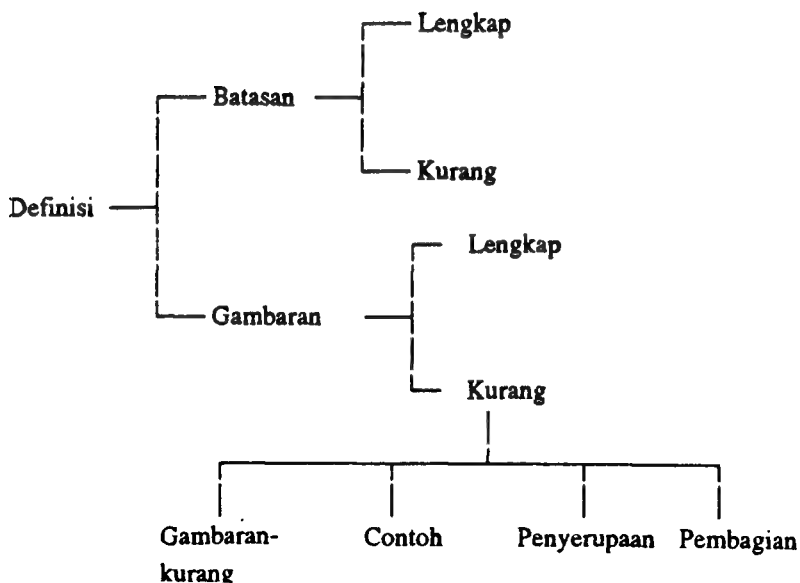 Lengkap
Batasan
Kurang
Definisi
Lengkap
Gambaran
Kurang
Gambaran-
kurang
Contoh
Penyerupaan
Pembagian